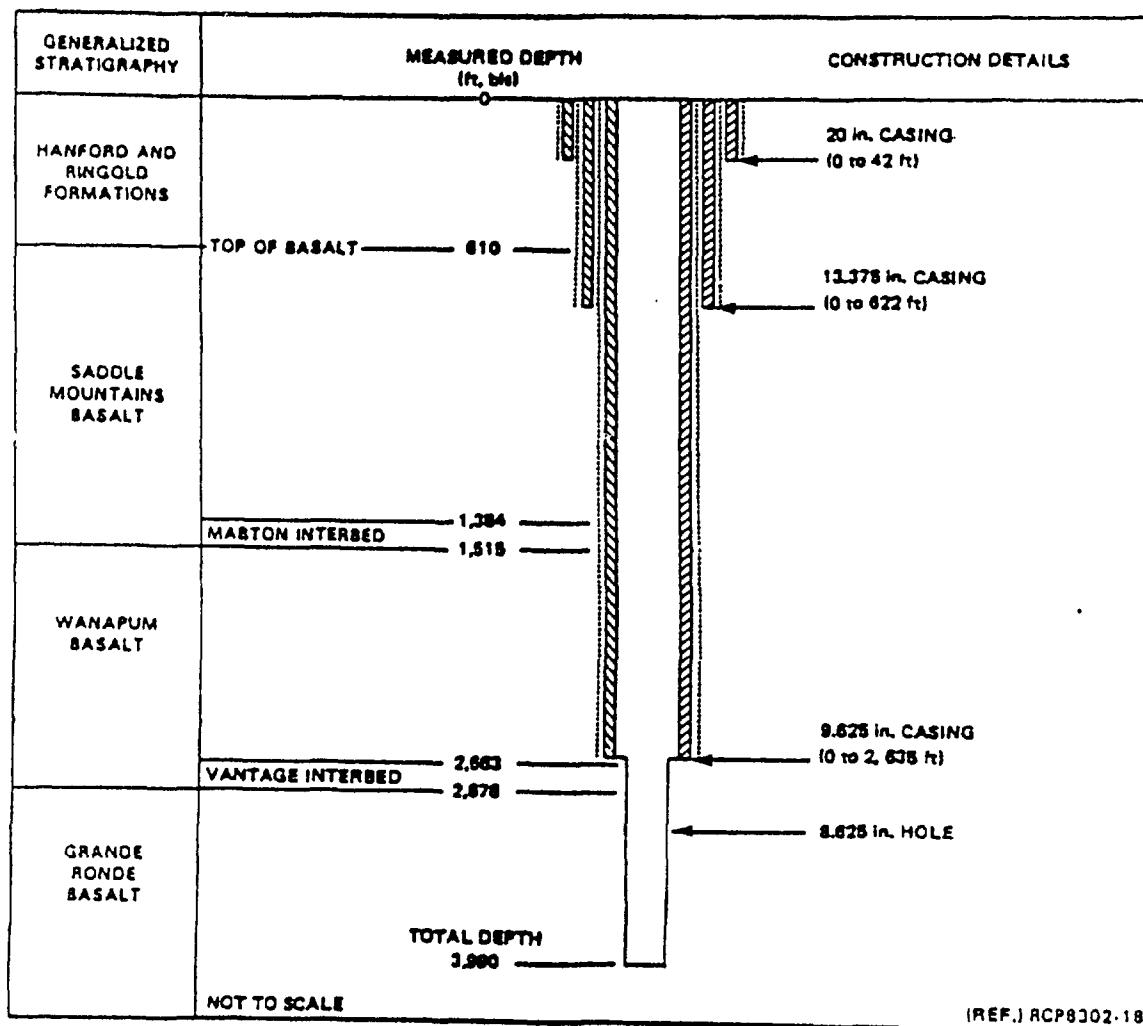 GENERALIZED
STRATIGRAPHY
MEASURED DEPTH
(ft, bls)
0
CONSTRUCTION DETAILS
HANFORD AND
RINGOLD
FORMATIONS
20 in. CASING
(0 to 42 ft)
TOP OF BASALT
610
13.375 in. CASING
(0 to 622 ft)
SADDLE
MOUNTAINS
BASALT
1,384
MABTON INTERBED
1,515
WANAPUM
BASALT
9.625 in. CASING
(0 to 2, 635 ft)
2,663
VANTAGE INTERBED
2,678
8.625 in. HOLE
GRANDE
RONDE
BASALT
TOTAL DEPTH
3,990
NOT TO SCALE
(REF.) RCP8302-18